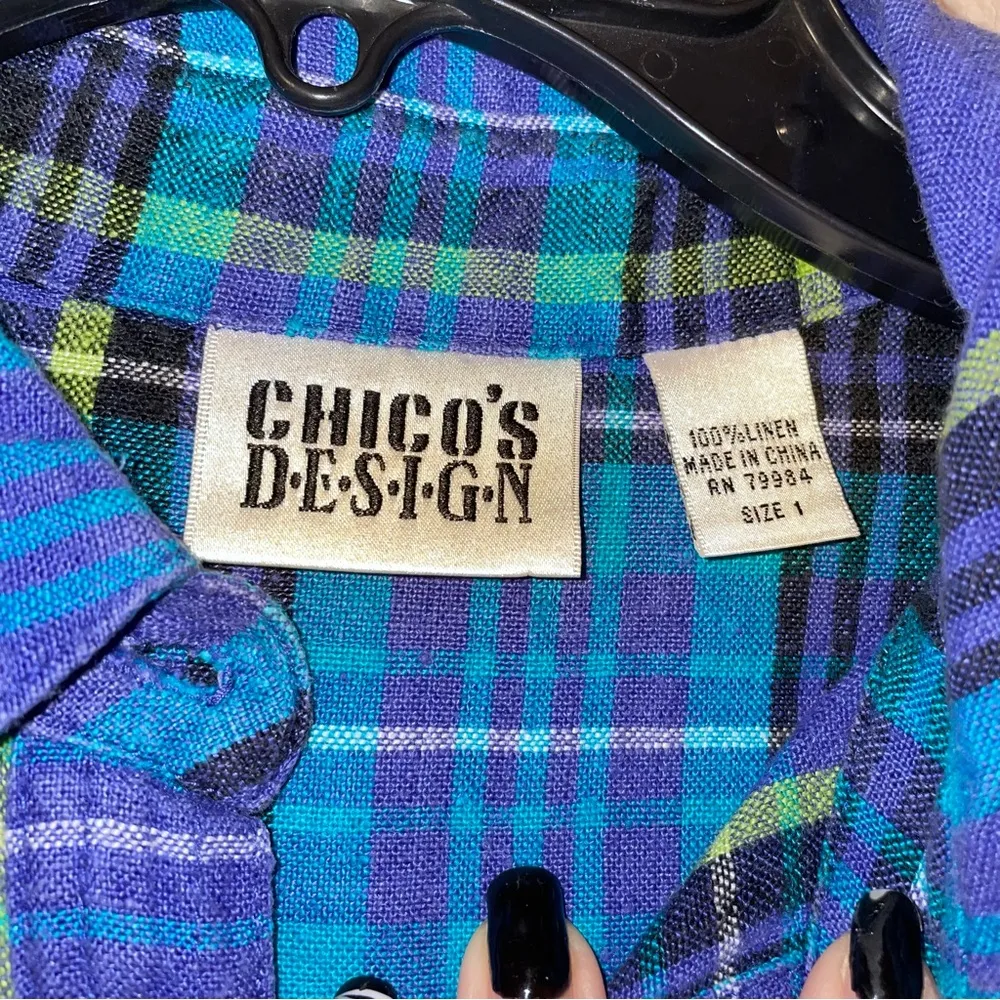 CHICO'S
D•E•S•I•G•N
100%LINEN
MADE IN CHINA
RN 79984
SIZE 1